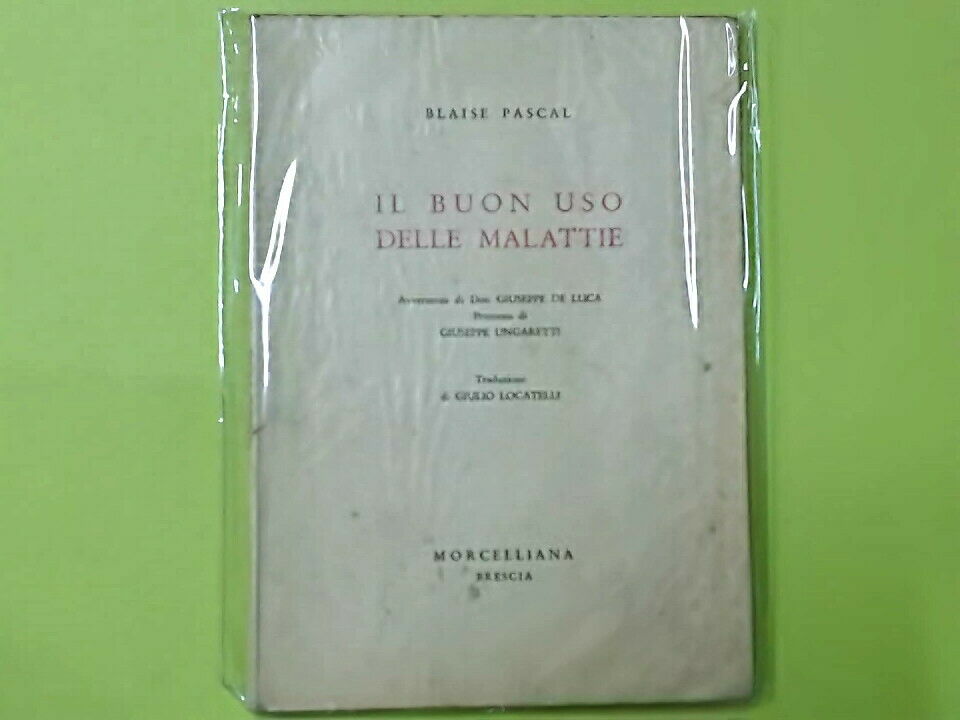 BLAISE PASCAL
IL BUON USO
DELLE MALATTIE
Avvertenza di Don GIUSEPPE DE LUCA
Premessa di
GIUSEPPE UNGARETTI
Traduzione
di GIULIO LOCATELLI
MORCELLIANA
BRESCIA